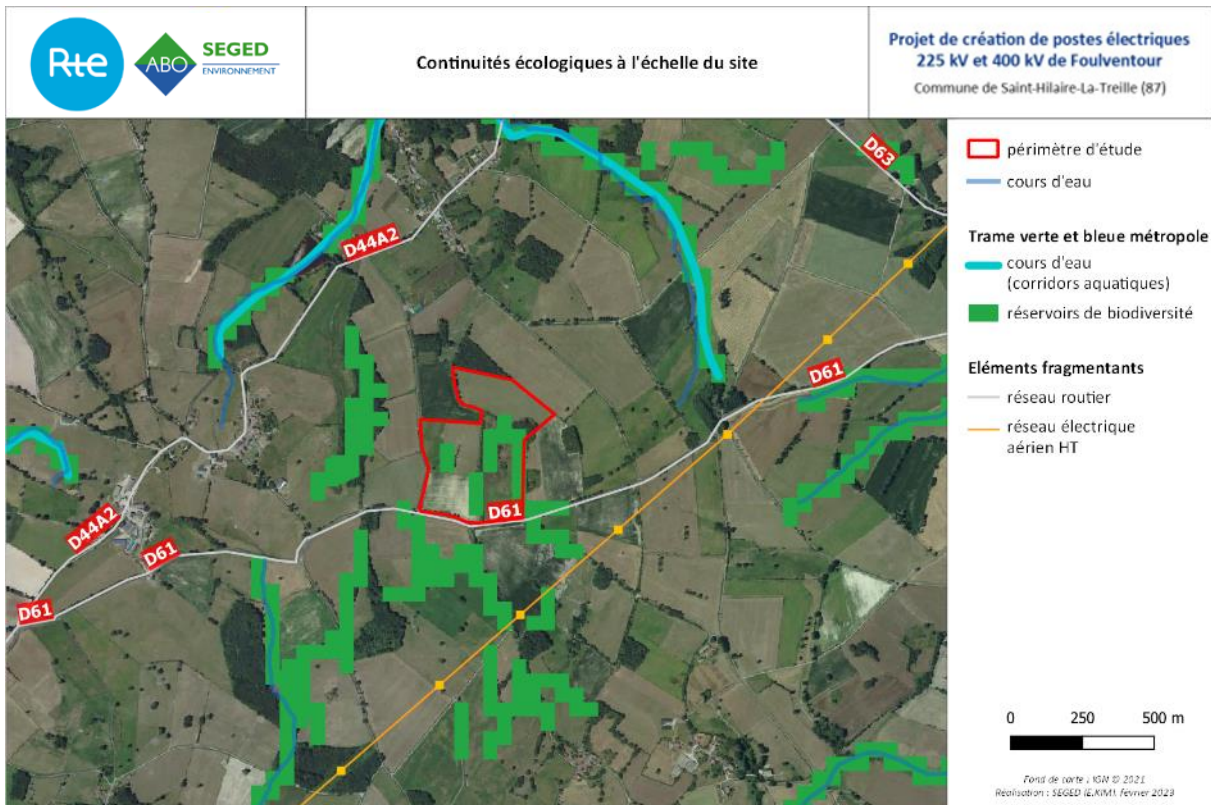 Rte
ABO
SEGED
ENVIRONNEMENT
Continuités écologiques à l'échelle du site
Projet de création de postes électriques
225 kV et 400 kV de Foulventour
Commune de Saint-Hilaire-La-Treille (87)
D63
D44A2
D61
D61
D44A2
D61
D61
périmètre d'étude
cours d'eau
Trame verte et bleue métropole
cours d'eau
(corridors aquatiques)
réservoirs de biodiversité
Eléments fragmentants
réseau routier
réseau électrique
aérien HT
0 250 500 m
Fond de carte : IGN © 2021
Réalisation : SEGED (E.KIM), février 2023